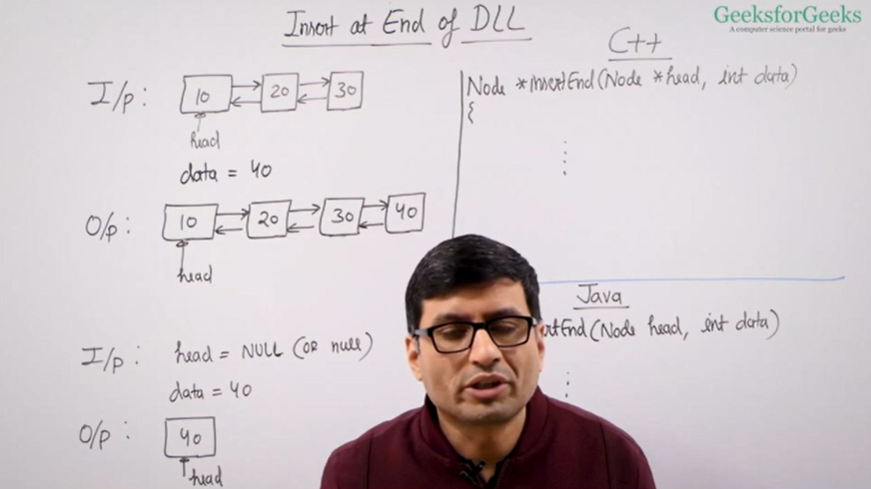 GeeksforGeeks
A computer science portal for geeks
Insert at End of DLL
I/p :
10 20 30
head
data = 40
O/p :
10 20 30 40
head
I/p : head = NULL (OR null)
data = 40
O/p :
40
head
C++
Node *insertEnd(Node *head, int data)
{
Java
End(Node head, int data)